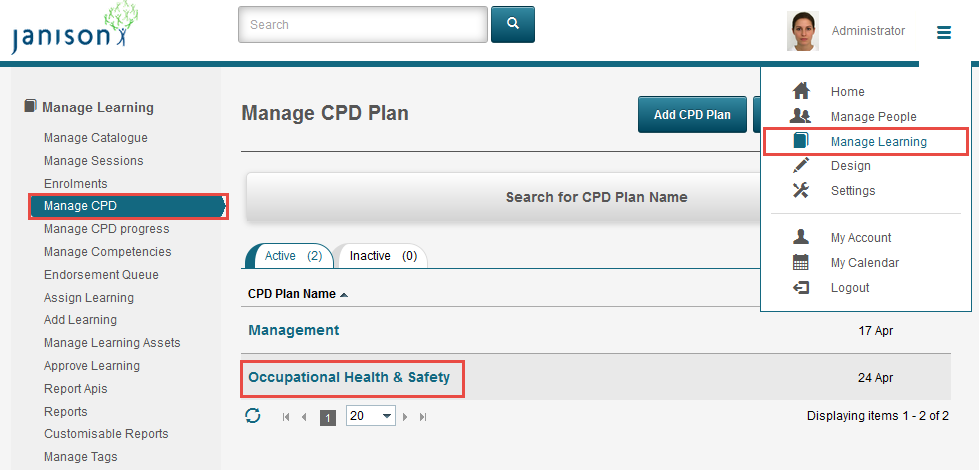 janison
Search
Administrator
Home
Manage People
Manage Learning
Design
Settings
My Account
My Calendar
Logout
Manage Learning
Manage Catalogue
Manage Sessions
Enrolments
Manage CPD
Manage CPD progress
Manage Competencies
Endorsement Queue
Assign Learning
Add Learning
Manage Learning Assets
Approve Learning
Report Apis
Reports
Customisable Reports
Manage Tags
Manage CPD Plan
Add CPD Plan
Search for CPD Plan Name
Active (2) Inactive (0)
CPD Plan Name
Management 17 Apr
Occupational Health & Safety 24 Apr
1 20 Displaying items 1 - 2 of 2